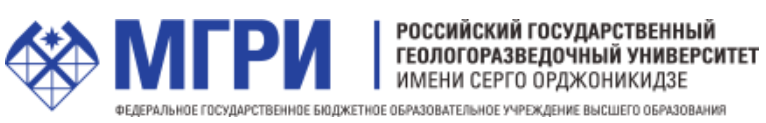 МГРИ
РОССИЙСКИЙ ГОСУДАРСТВЕННЫЙ
ГЕОЛОГОРАЗВЕДОЧНЫЙ УНИВЕРСИТЕТ
ИМЕНИ СЕРГО ОРДЖОНИКИДЗЕ
ФЕДЕРАЛЬНОЕ ГОСУДАРСТВЕННОЕ БЮДЖЕТНОЕ ОБРАЗОВАТЕЛЬНОЕ УЧРЕЖДЕНИЕ ВЫСШЕГО ОБРАЗОВАНИЯ